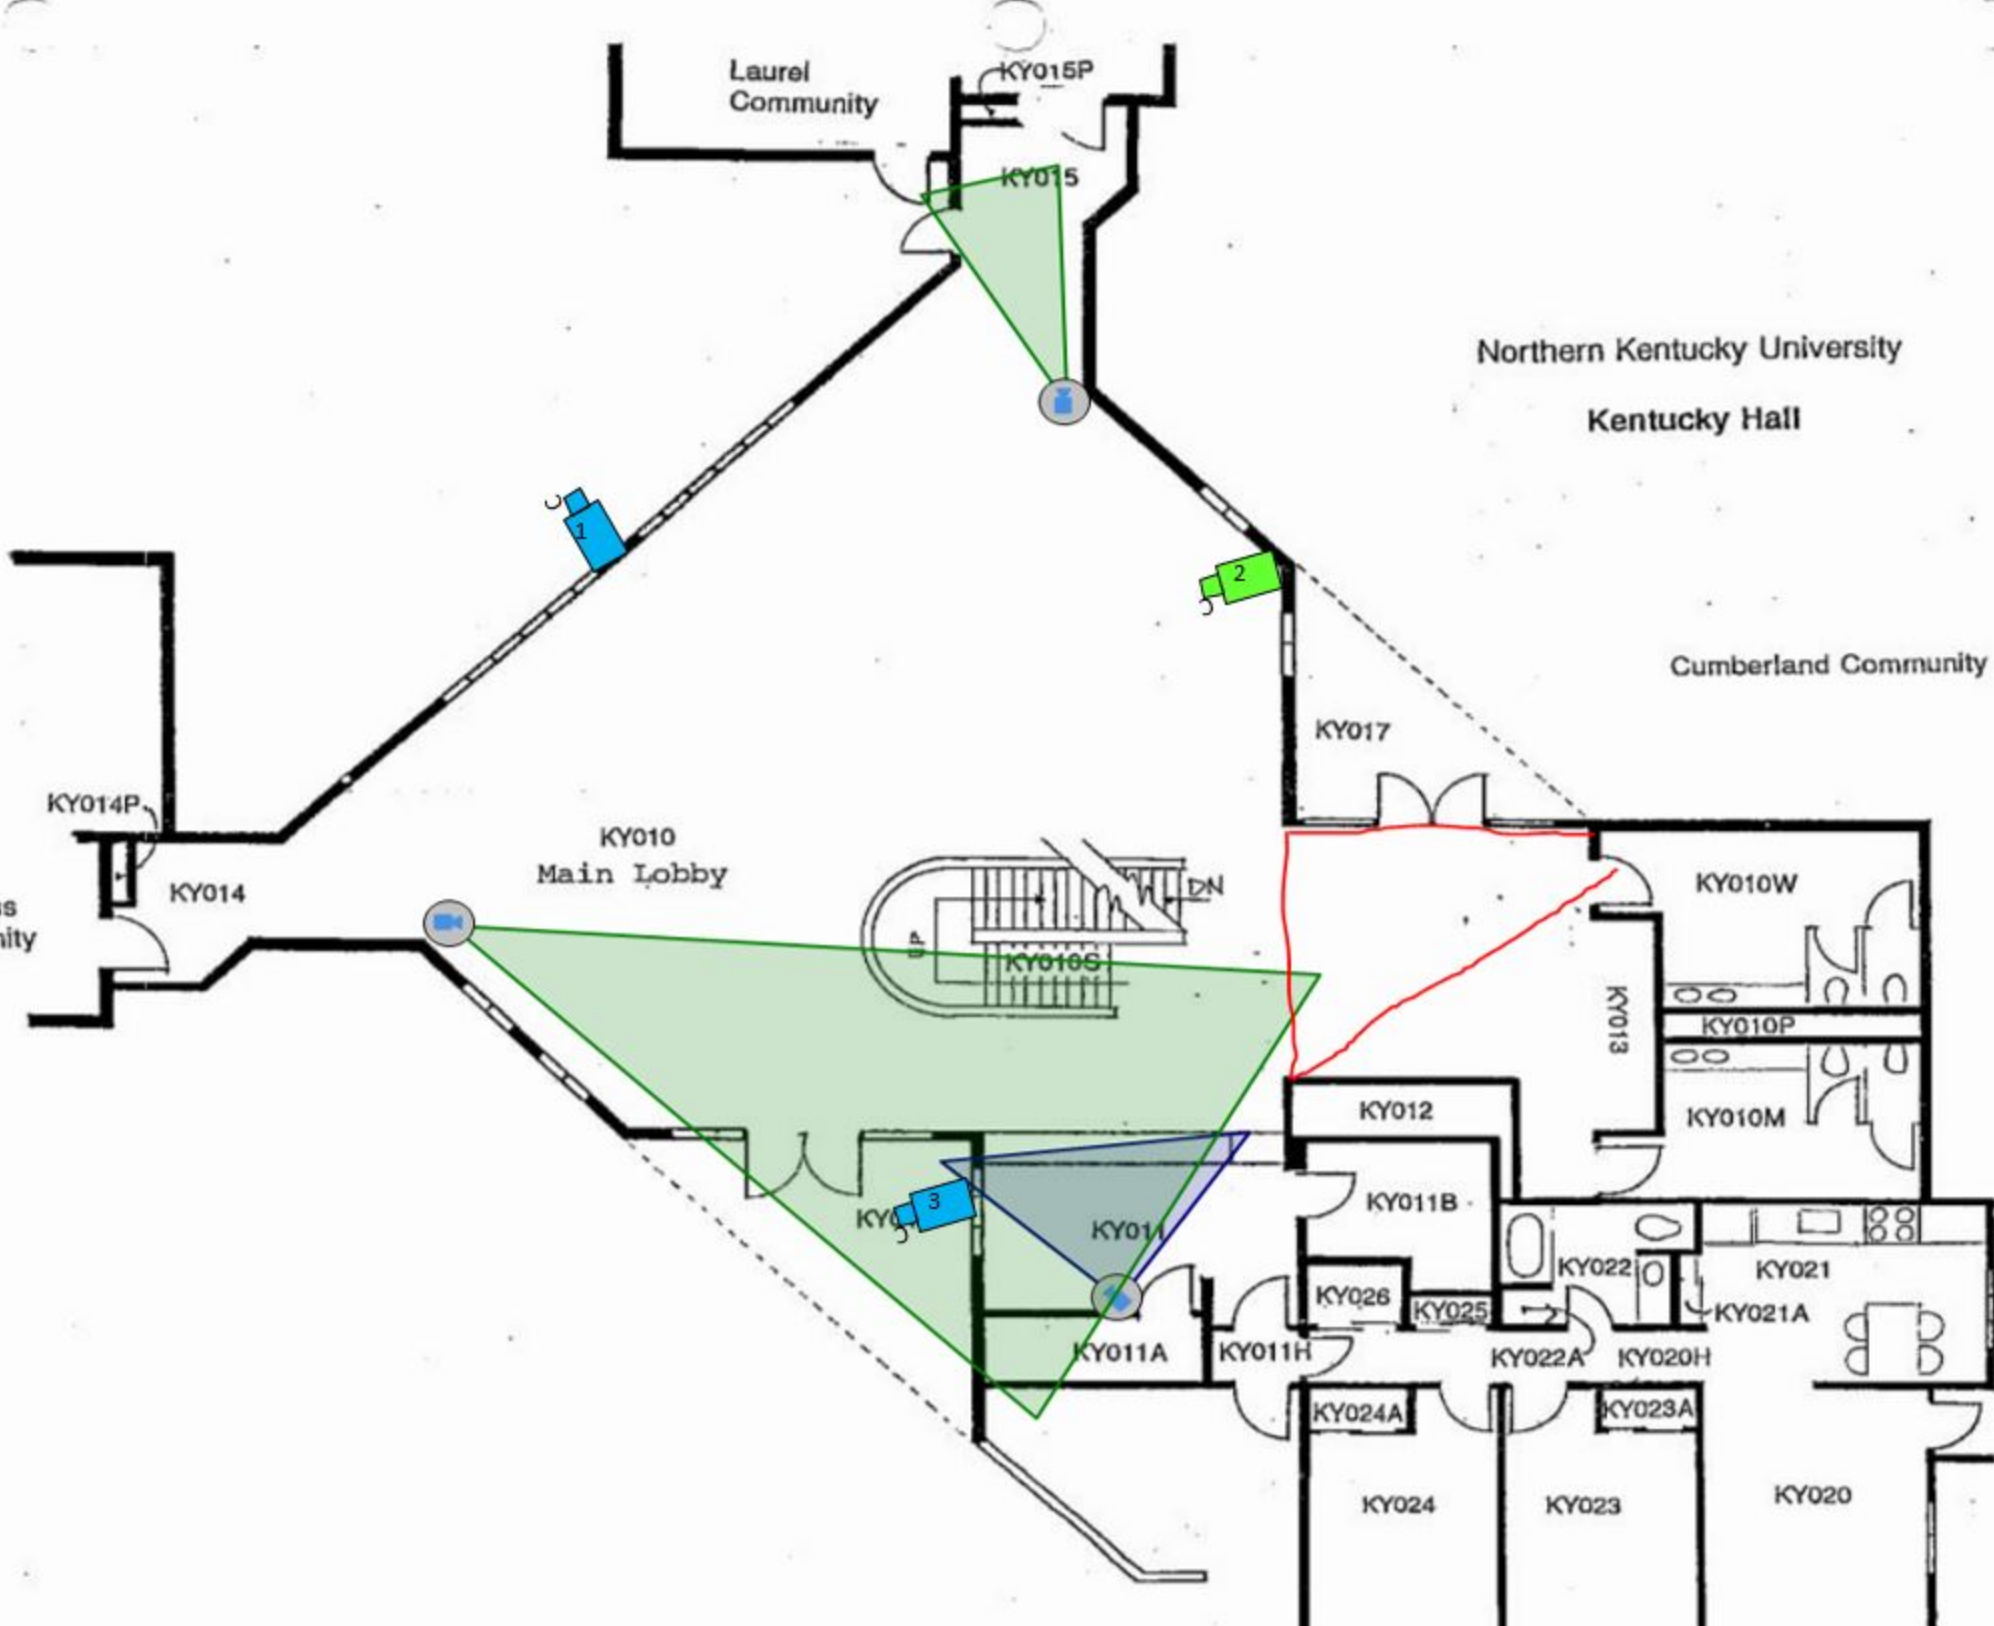 Laurel
Community
KY015P
KY015
Northern Kentucky University
Kentucky Hall
1
2
Cumberland Community
KY017
KY014P
KY010
Main Lobby
KY014
DN
KY010W
UP
KY010S
KY013
KY010P
KY012
KY010M
3
KY011B
KY011
KY022
KY021
KY026
KY025
KY021A
KY011A
KY011H
KY022A
KY020H
KY024A
KY023A
KY024
KY023
KY020